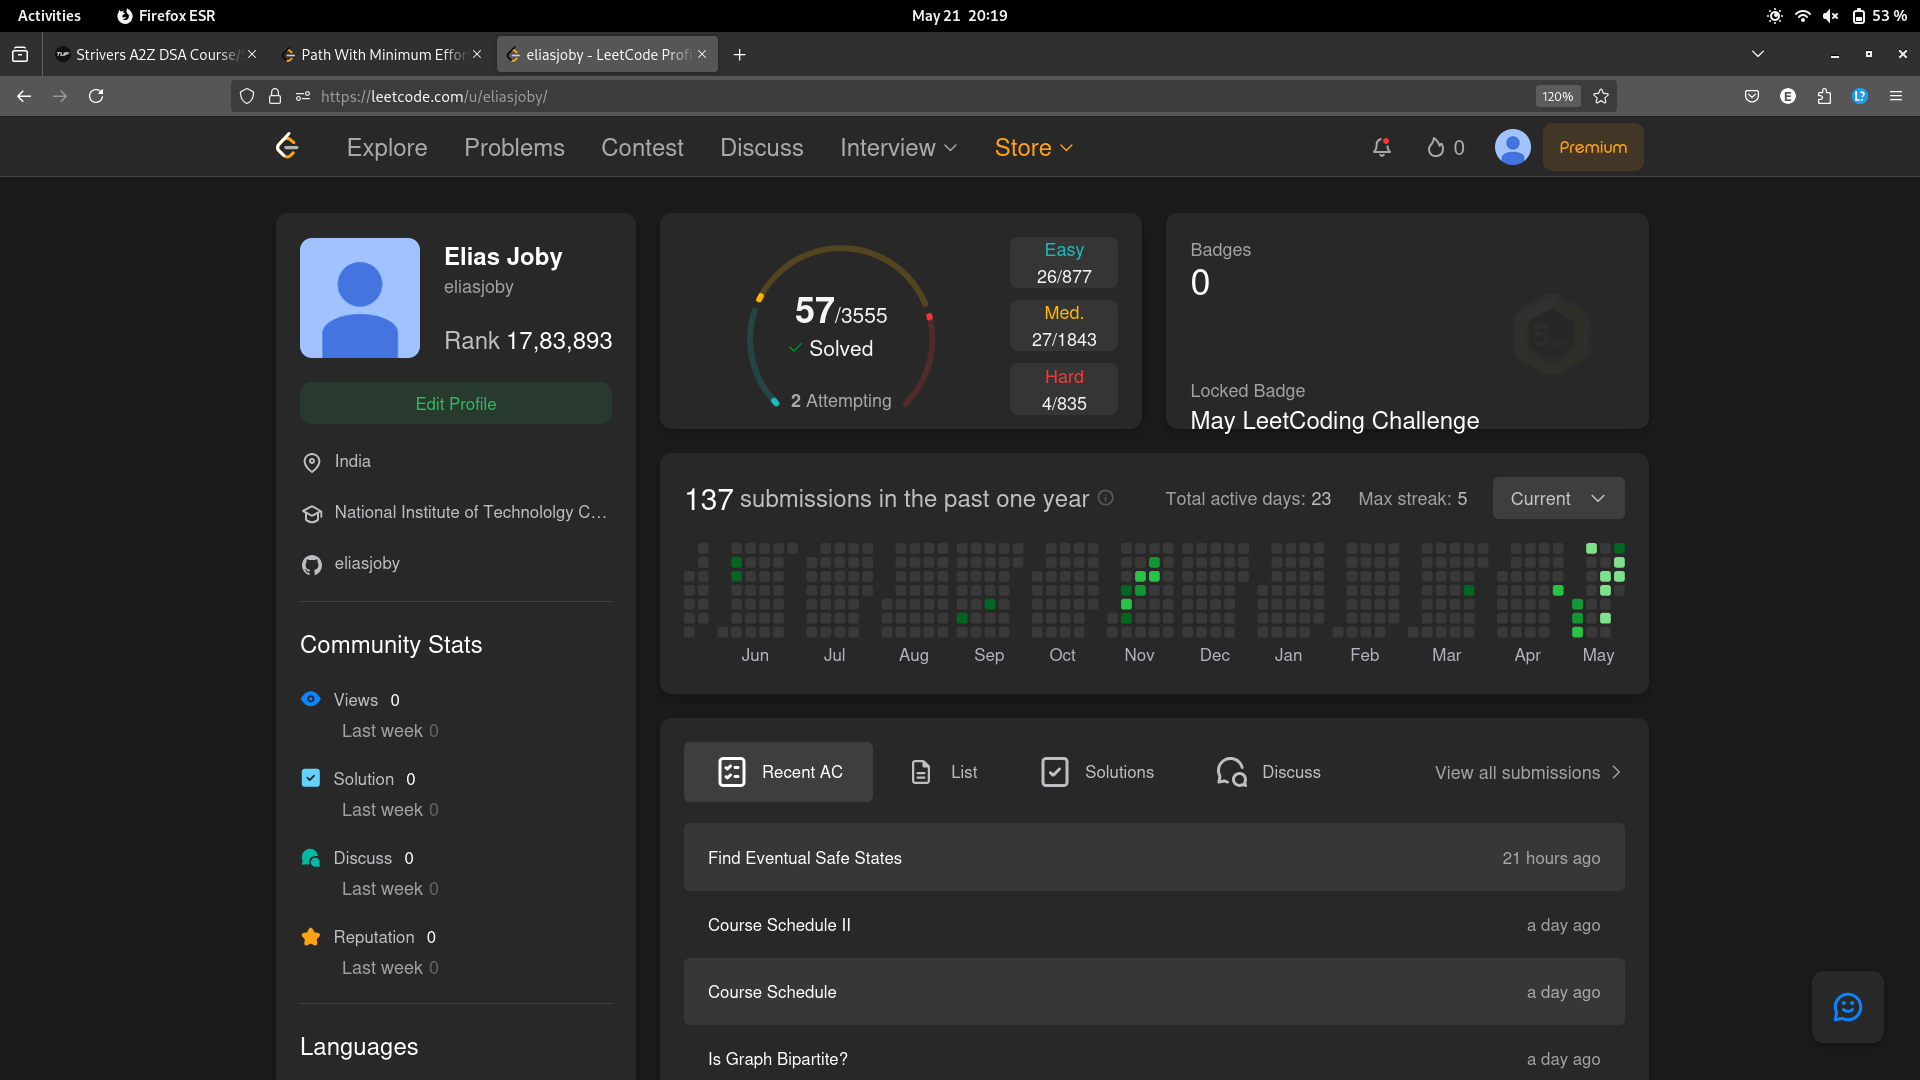 Activities Firefox ESR May 21 20:19 53 %
Strivers A2Z DSA Course/ Path With Minimum Effor eliasjoby - LeetCode Prof
https://leetcode.com/u/eliasjoby/ 120%
Explore Problems Contest Discuss Interview Store 0 Premium
Elias Joby
eliasjoby
Rank 17,83,893
Edit Profile
India
National Institute of Technololgy C...
eliasjoby
Community Stats
Views 0
Last week 0
Solution 0
Last week 0
Discuss 0
Last week 0
Reputation 0
Last week 0
Languages
57/3555
Solved
2 Attempting
Easy
26/877
Med.
27/1843
Hard
4/835
Badges
0
Locked Badge
May LeetCoding Challenge
137 submissions in the past one year Total active days: 23 Max streak: 5 Current
Jun Jul Aug Sep Oct Nov Dec Jan Feb Mar Apr May
Recent AC List Solutions Discuss View all submissions
Find Eventual Safe States 21 hours ago
Course Schedule II a day ago
Course Schedule a day ago
Is Graph Bipartite? a day ago